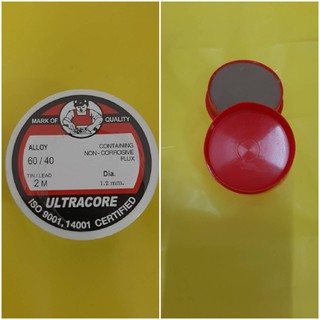 MARK OF QUALITY
ALLOY
60 / 40
CONTAINING
NON-CORROSIVE
FLUX
TIN / LEAD
2 M
Dia.
1.2 mm.
ULTRACORE
ISO 9001, 14001 CERTIFIED